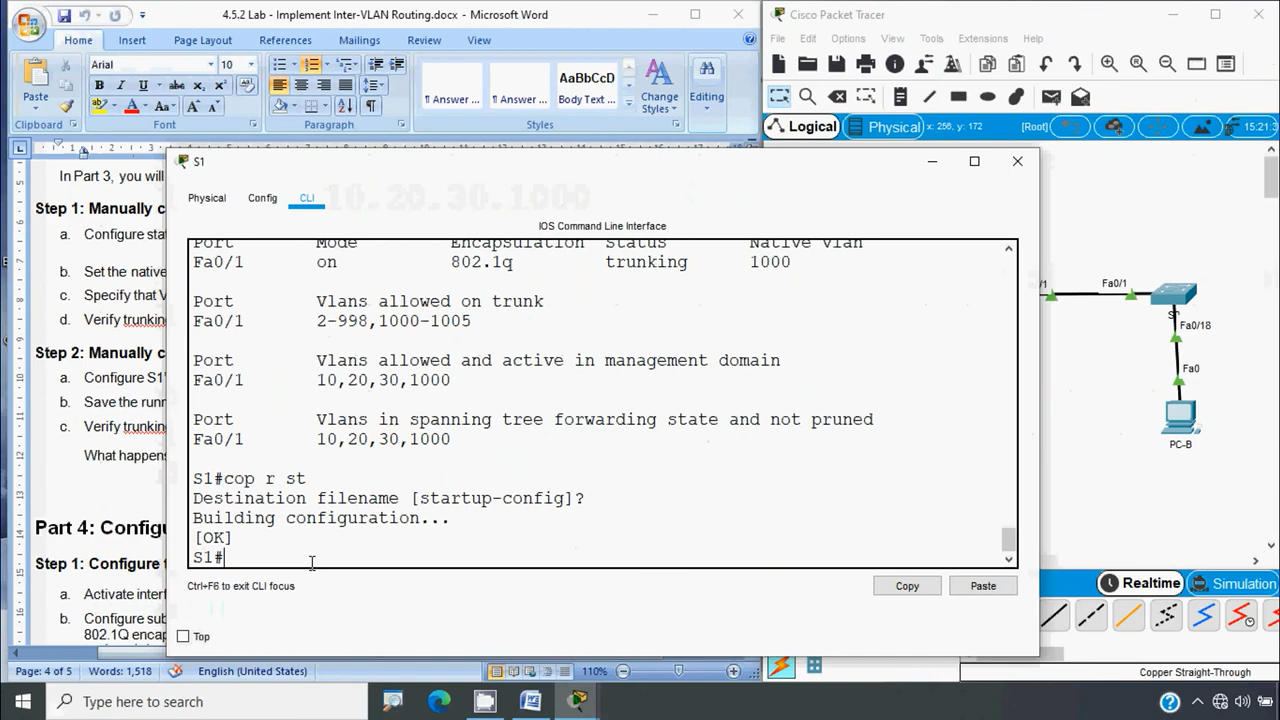 4.5.2 Lab - Implement Inter-VLAN Routing.docx - Microsoft Word
Home Insert Page Layout References Mailings Review View
Arial 10
Paste
¶ Answer ... ¶ Answer ... AaBbCcD Body Text ...
Change Styles
Editing
Clipboard Font Paragraph Styles
In Part 3, you will
Step 1: Manually c
a. Configure stat
b. Set the native
c. Specify that V
d. Verify trunking
Step 2: Manually c
a. Configure S1'
b. Save the runn
c. Verify trunking
What happens
Part 4: Configu
Step 1: Configure t
a. Activate interf
b. Configure sub
802.1Q encap
Page: 4 of 5 Words: 1,518 English (United States) 110%
Cisco Packet Tracer
File Edit Options View Tools Extensions Help
Logical Physical x: 256, y: 172 [Root] 15:21:3
/1 Fa0/1
Fa0/18
Fa0
PC-B
Realtime Simulation
Copper Straight-Through
S1
Physical Config CLI
10.20.30.1000
IOS Command Line Interface
Port Mode Encapsulation Status Native vlan
Fa0/1 on 802.1q trunking 1000
Port Vlans allowed on trunk
Fa0/1 2-998,1000-1005
Port Vlans allowed and active in management domain
Fa0/1 10,20,30,1000
Port Vlans in spanning tree forwarding state and not pruned
Fa0/1 10,20,30,1000
S1#cop r st
Destination filename [startup-config]?
Building configuration...
[OK]
S1#
Ctrl+F6 to exit CLI focus
Copy Paste
Top
Type here to search